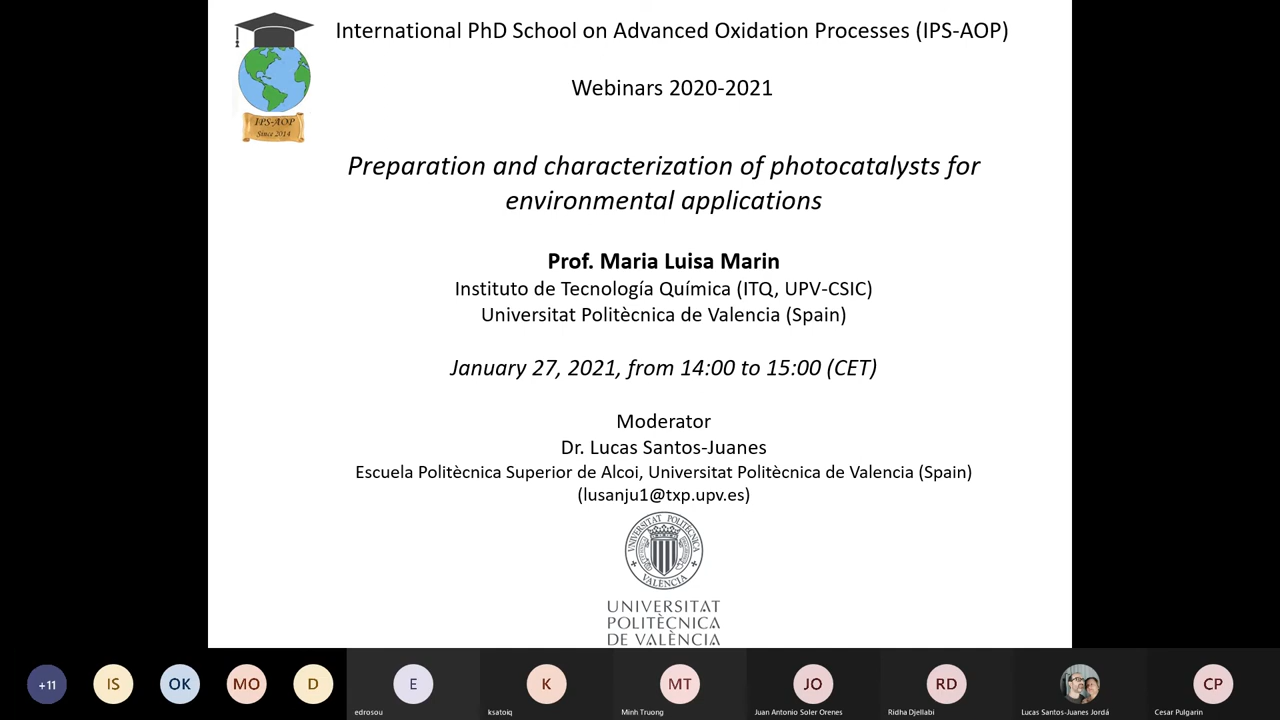 International PhD School on Advanced Oxidation Processes (IPS-AOP)
Webinars 2020-2021
IPS-AOP
Since 2014
Preparation and characterization of photocatalysts for
environmental applications
Prof. Maria Luisa Marin
Instituto de Tecnología Química (ITQ, UPV-CSIC)
Universitat Politècnica de Valencia (Spain)
January 27, 2021, from 14:00 to 15:00 (CET)
Moderator
Dr. Lucas Santos-Juanes
Escuela Politècnica Superior de Alcoi, Universitat Politècnica de Valencia (Spain)
(lusanju1@txp.upv.es)
UNIVERSITAT POLITECNICA
VALENCIA
UNIVERSITAT
POLITÈCNICA
DE VALÈNCIA
+11 IS OK MO D E K MT JO RD CP
edrosou ksatoiq Minh Truong Juan Antonio Soler Orenes Ridha Djellabi Lucas Santos-Juanes Jordá Cesar Pulgarin